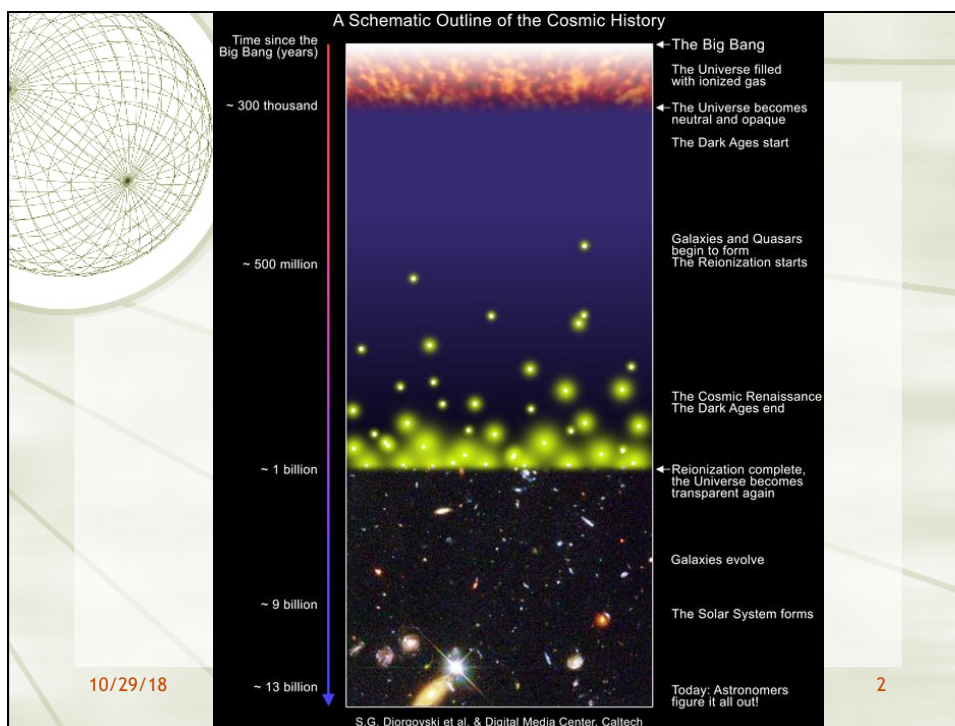 A Schematic Outline of the Cosmic History
Time since the
Big Bang (years)
The Big Bang
The Universe filled
with ionized gas
~ 300 thousand
The Universe becomes
neutral and opaque
The Dark Ages start
Galaxies and Quasars
begin to form
The Reionization starts
~ 500 million
The Cosmic Renaissance
The Dark Ages end
~ 1 billion
Reionization complete,
the Universe becomes
transparent again
Galaxies evolve
~ 9 billion
The Solar System forms
~ 13 billion
Today: Astronomers
figure it all out!
10/29/18
2
S.G. Djorgovski et al. & Digital Media Center, Caltech